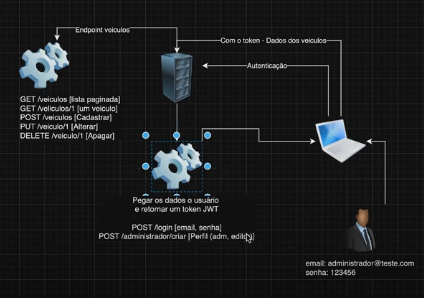 Endpoint veiculos
Com o token - Dados dos veiculos
Autenticação
GET /veiculos [lista paginada]
GET /veliculos/1 [um veiculo]
POST /veiculos [Cadastrar]
PUT /veiculo/1 [Alterar]
DELETE /veiculo/1 [Apagar]
Pegar os dados o usuário
e retornar um token JWT
POST /login [email, senha]
POST /administrador/criar [Perfil (adm, editor)]
email: administrador@teste.com
senha: 123456